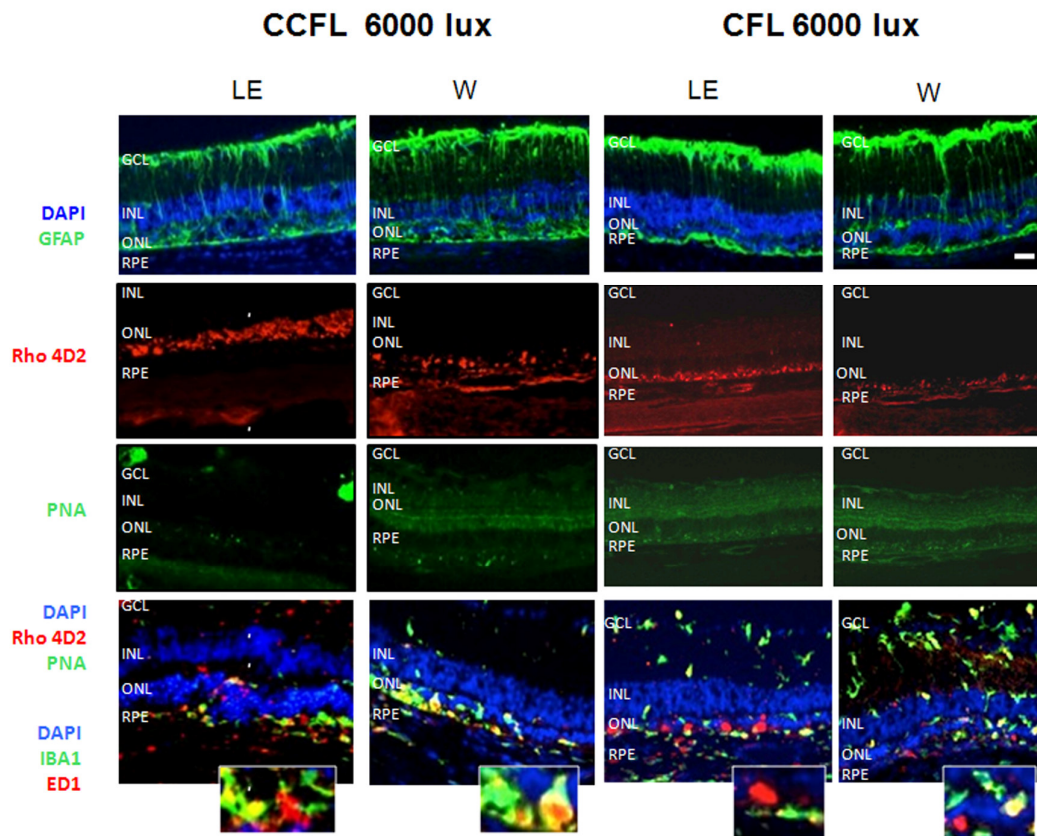 CCFL 6000 lux CFL 6000 lux
LE W LE W
DAPI
GFAP
GCL GCL GCL GCL
INL INL INL INL
ONL ONL ONL ONL
RPE RPE RPE RPE
Rho 4D2
INL GCL GCL GCL
ONL INL INL INL
RPE ONL ONL ONL
RPE RPE RPE
PNA
GCL GCL GCL GCL
INL INL INL INL
ONL ONL ONL ONL
RPE RPE RPE RPE
DAPI
Rho 4D2
PNA
DAPI
IBA1
ED1
GCL INL GCL GCL
INL ONL INL INL
ONL RPE ONL ONL
RPE RPE RPE